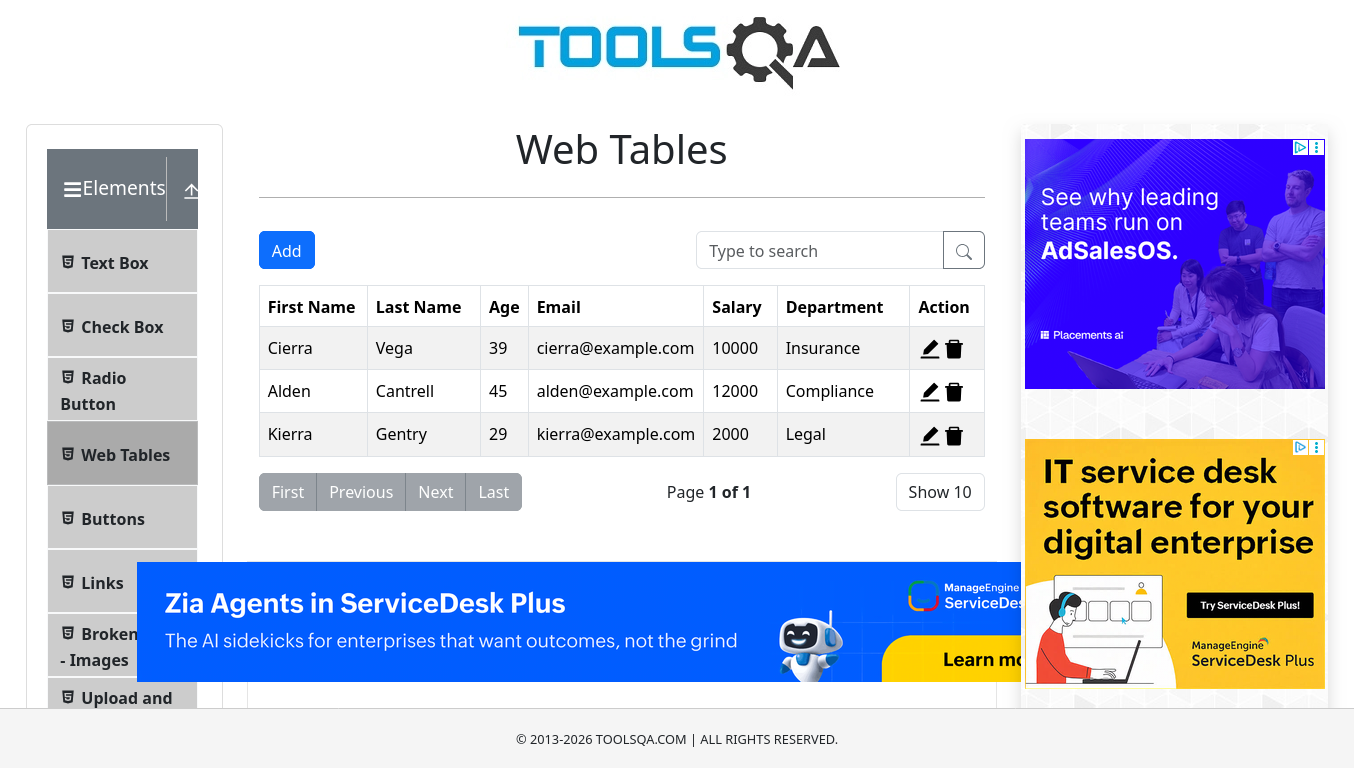 TOOLSQA
Elements
Text Box
Check Box
Radio
Button
Web Tables
Buttons
Links
Broken
- Images
Upload and
Web Tables
Add
Type to search
First Name Last Name Age Email Salary Department Action
Cierra Vega 39 cierra@example.com 10000 Insurance
Alden Cantrell 45 alden@example.com 12000 Compliance
Kierra Gentry 29 kierra@example.com 2000 Legal
First Previous Next Last
Page 1 of 1
Show 10
Zia Agents in ServiceDesk Plus
The AI sidekicks for enterprises that want outcomes, not the grind
ManageEngine
ServiceDes
Learn mo
See why leading
teams run on
AdSalesOS.
Placements ai
IT service desk
software for your
digital enterprise
Try ServiceDesk Plus!
ManageEngine
ServiceDesk Plus
© 2013-2026 TOOLSQA.COM | ALL RIGHTS RESERVED.